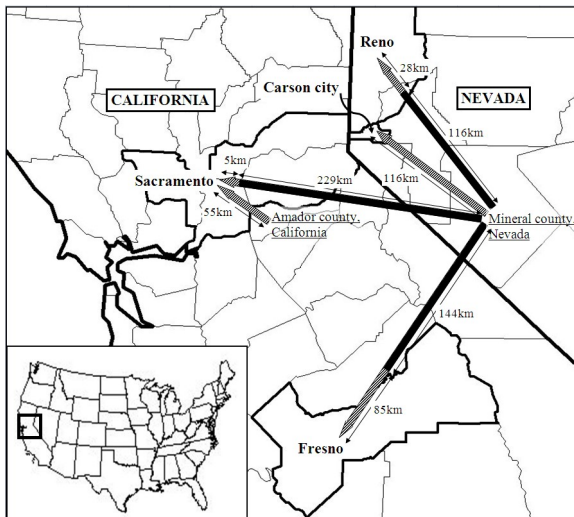 Reno
28km
CALIFORNIA
Carson city
NEVADA
116km
5km
Sacramento
229km
116km
55km
Amador county,
California
Mineral county,
Nevada
144km
85km
Fresno